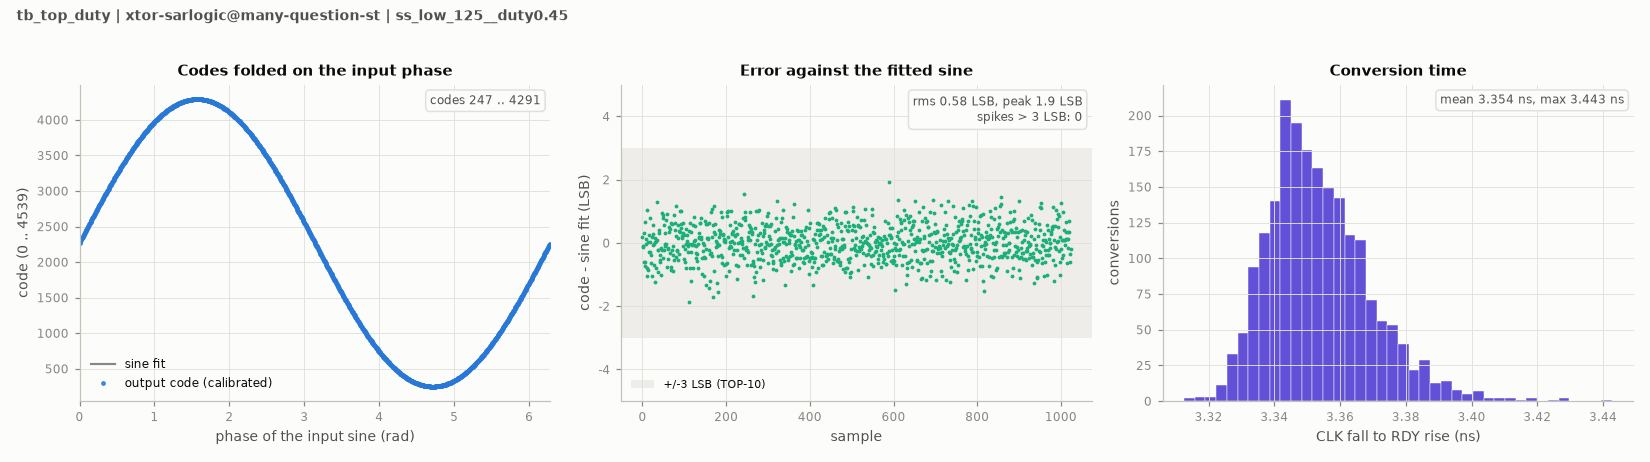 tb_top_duty | xtor-sarlogic@many-question-st | ss_low_125__duty0.45
Codes folded on the input phase
codes 247 .. 4291
4000
3500
3000
2500
2000
1500
1000
500
code (0 .. 4539)
sine fit
output code (calibrated)
0 1 2 3 4 5 6
phase of the input sine (rad)
Error against the fitted sine
rms 0.58 LSB, peak 1.9 LSB
spikes > 3 LSB: 0
4
2
0
-2
-4
code - sine fit (LSB)
+/-3 LSB (TOP-10)
0 200 400 600 800 1000
sample
Conversion time
mean 3.354 ns, max 3.443 ns
200
175
150
125
100
75
50
25
0
conversions
3.32 3.34 3.36 3.38 3.40 3.42 3.44
CLK fall to RDY rise (ns)